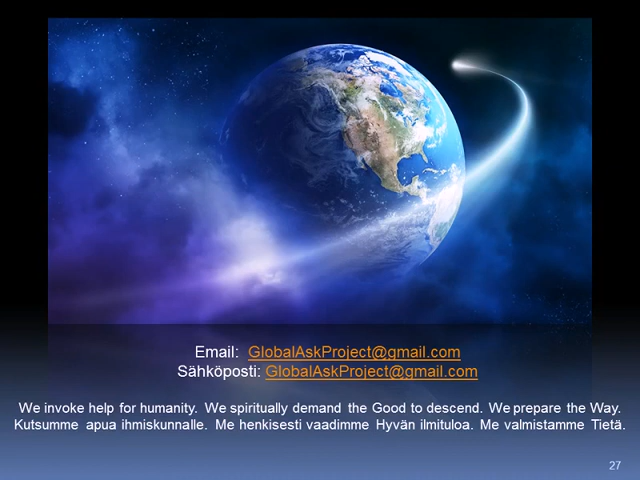 Email: GlobalAskProject@gmail.com
Sähköposti: GlobalAskProject@gmail.com
We invoke help for humanity. We spiritually demand the Good to descend. We prepare the Way.
Kutsumme apua ihmiskunnalle. Me henkisesti vaadimme Hyvän ilmituloa. Me valmistamme Tietä.
27